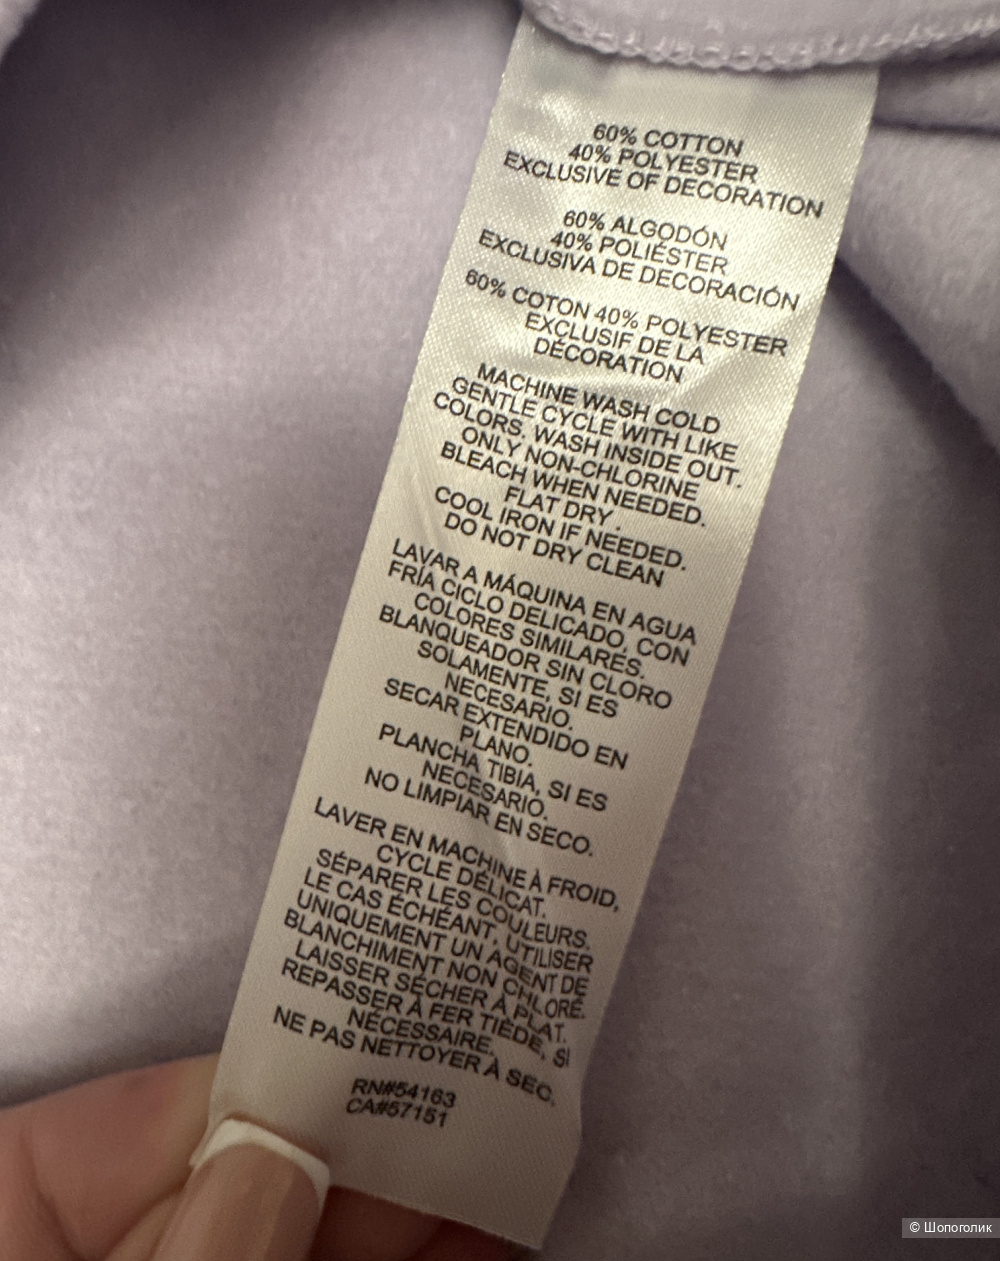 60% COTTON
40% POLYESTER
EXCLUSIVE OF DECORATION
60% ALGODÓN
40% POLIÉSTER
EXCLUSIVA DE DECORACIÓN
60% COTON 40% POLYESTER
EXCLUSIF DE LA
DÉCORATION
MACHINE WASH COLD
GENTLE CYCLE WITH LIKE
COLORS. WASH INSIDE OUT.
ONLY NON-CHLORINE
BLEACH WHEN NEEDED.
FLAT DRY .
COOL IRON IF NEEDED.
DO NOT DRY CLEAN
LAVAR A MÁQUINA EN AGUA
FRÍA CICLO DELICADO, CON
COLORES SIMILARES.
BLANQUEADOR SIN CLORO
SOLAMENTE, SI ES
NECESARIO.
SECAR EXTENDIDO EN
PLANO.
PLANCHA TIBIA, SI ES
NECESARIO.
NO LIMPIAR EN SECO.
LAVER EN MACHINE À FROID,
CYCLE DÉLICAT.
SÉPARER LES COULEURS.
LE CAS ÉCHÉANT, UTILISER
UNIQUEMENT UN AGENT DE
BLANCHIMENT NON CHLORÉ.
LAISSER SÉCHER À PLAT.
REPASSER À FER TIÈDE, SI
NÉCESSAIRE.
NE PAS NETTOYER À SEC.
RN#54163
CA#57151
© Шопоголик